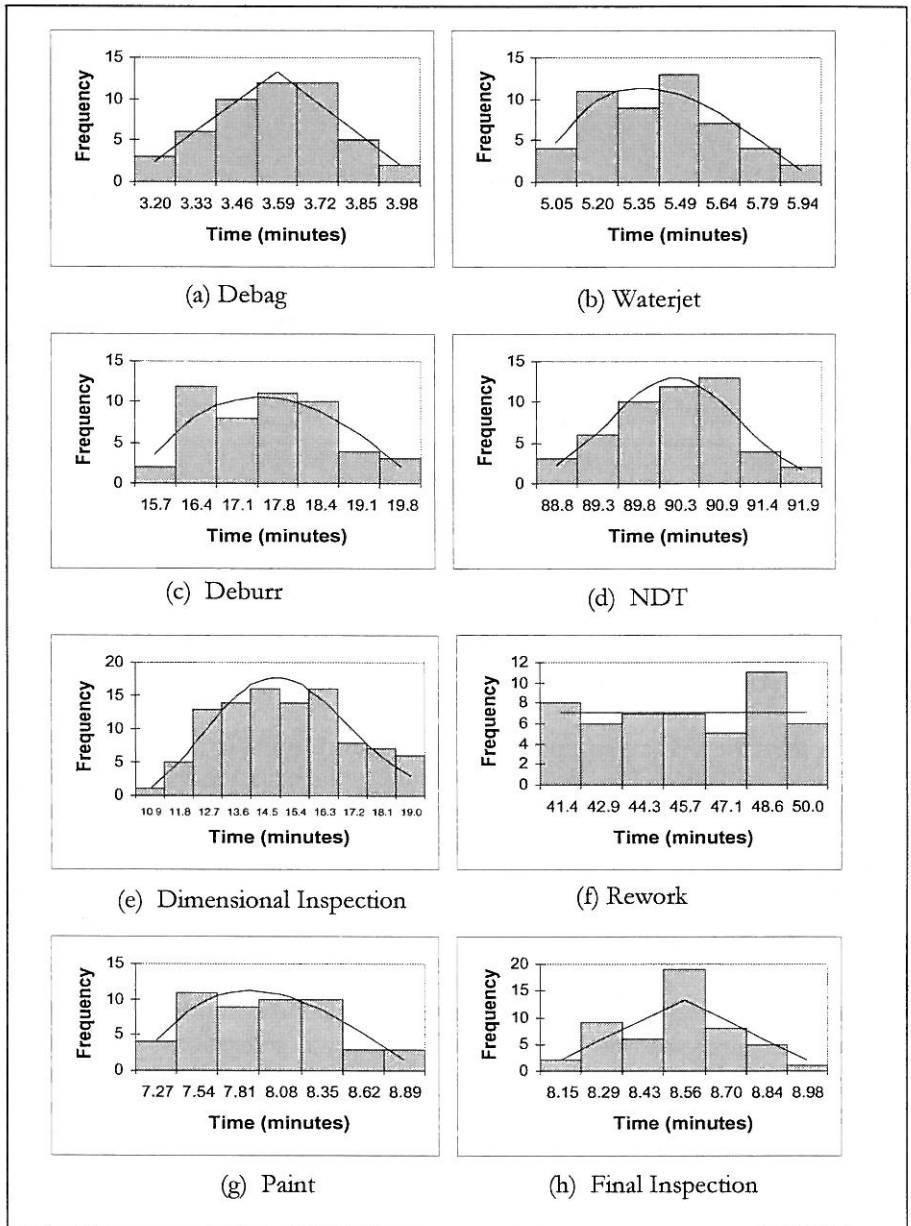 15
10
5
0
Frequency
3.20 3.33 3.46 3.59 3.72 3.85 3.98
Time (minutes)
(a) Debag
15
10
5
0
Frequency
5.05 5.20 5.35 5.49 5.64 5.79 5.94
Time (minutes)
(b) Waterjet
15
10
5
0
Frequency
15.7 16.4 17.1 17.8 18.4 19.1 19.8
Time (minutes)
(c) Deburr
15
10
5
0
Frequency
88.8 89.3 89.8 90.3 90.9 91.4 91.9
Time (minutes)
(d) NDT
20
15
10
5
0
Frequency
10.9 11.8 12.7 13.6 14.5 15.4 16.3 17.2 18.1 19.0
Time (minutes)
(e) Dimensional Inspection
12
10
8
6
4
2
0
Frequency
41.4 42.9 44.3 45.7 47.1 48.6 50.0
Time (minutes)
(f) Rework
15
10
5
0
Frequency
7.27 7.54 7.81 8.08 8.35 8.62 8.89
Time (minutes)
(g) Paint
20
15
10
5
0
Frequency
8.15 8.29 8.43 8.56 8.70 8.84 8.98
Time (minutes)
(h) Final Inspection